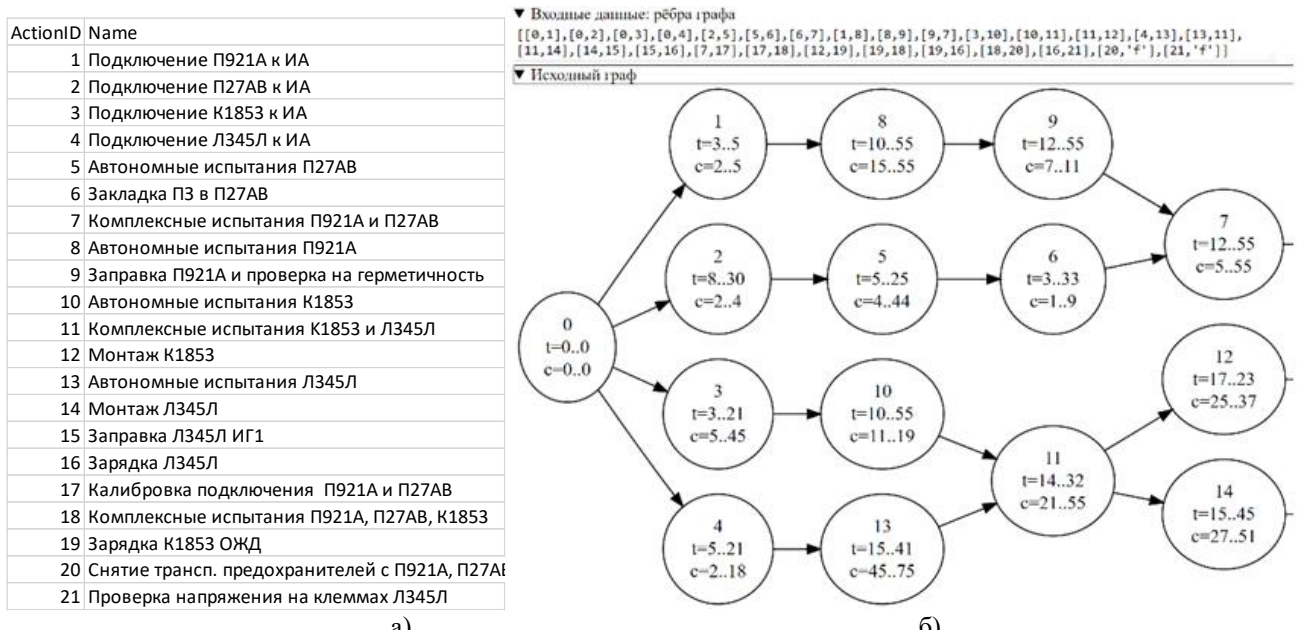 ActionID Name
1 Подключение П921А к ИА
2 Подключение П27АВ к ИА
3 Подключение К1853 к ИА
4 Подключение Л345Л к ИА
5 Автономные испытания П27АВ
6 Закладка ПЗ в П27АВ
7 Комплексные испытания П921А и П27АВ
8 Автономные испытания П921А
9 Заправка П921А и проверка на герметичность
10 Автономные испытания К1853
11 Комплексные испытания К1853 и Л345Л
12 Монтаж К1853
13 Автономные испытания Л345Л
14 Монтаж Л345Л
15 Заправка Л345Л ИГ1
16 Зарядка Л345Л
17 Калибровка подключения П921А и П27АВ
18 Комплексные испытания П921А, П27АВ, К1853
19 Зарядка К1853 ОЖД
20 Снятие трансп. предохранителей с П921А, П27АВ
21 Проверка напряжения на клеммах Л345Л
а)
▼ Входные данные: рёбра графа
[[0,1],[0,2],[0,3],[0,4],[2,5],[5,6],[6,7],[1,8],[8,9],[9,7],[3,10],[10,11],[11,12],[4,13],[13,11],
[11,14],[14,15],[15,16],[7,17],[17,18],[12,19],[19,18],[19,16],[18,20],[16,21],[20,'f'],[21,'f']]
▼ Исходный граф
1
t=3..5
c=2..5
8
t=10..55
c=15..55
9
t=12..55
c=7..11
7
t=12..55
c=5..55
2
t=8..30
c=2..4
5
t=5..25
c=4..44
6
t=3..33
c=1..9
0
t=0..0
c=0..0
3
t=3..21
c=5..45
10
t=10..55
c=11..19
12
t=17..23
c=25..37
11
t=14..32
c=21..55
4
t=5..21
c=2..18
13
t=15..41
c=45..75
14
t=15..45
c=27..51
б)